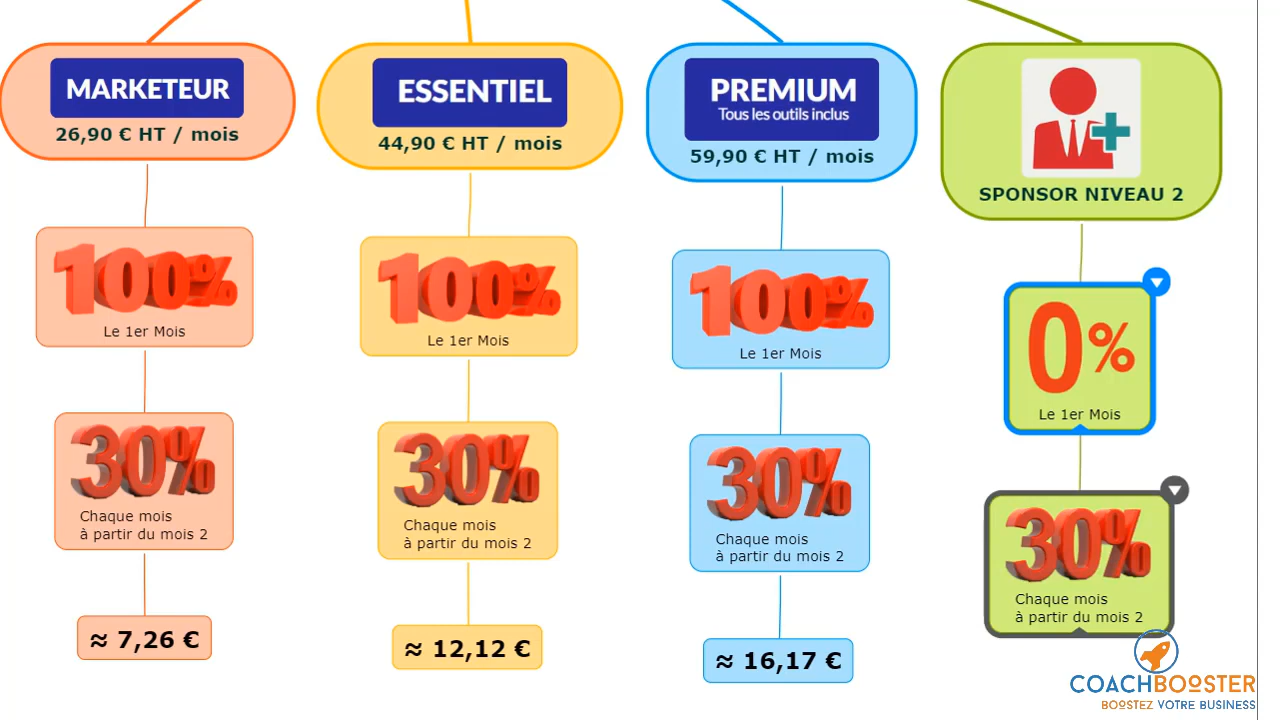 MARKETEUR
26,90 € HT / mois
100%
Le 1er Mois
30%
Chaque mois
à partir du mois 2
≈ 7,26 €
ESSENTIEL
44,90 € HT / mois
100%
Le 1er Mois
30%
Chaque mois
à partir du mois 2
≈ 12,12 €
PREMIUM
Tous les outils inclus
59,90 € HT / mois
100%
Le 1er Mois
30%
Chaque mois
à partir du mois 2
≈ 16,17 €
SPONSOR NIVEAU 2
0%
Le 1er Mois
30%
Chaque mois
à partir du mois 2
COACHBOOSTER
BOOSTEZ VOTRE BUSINESS